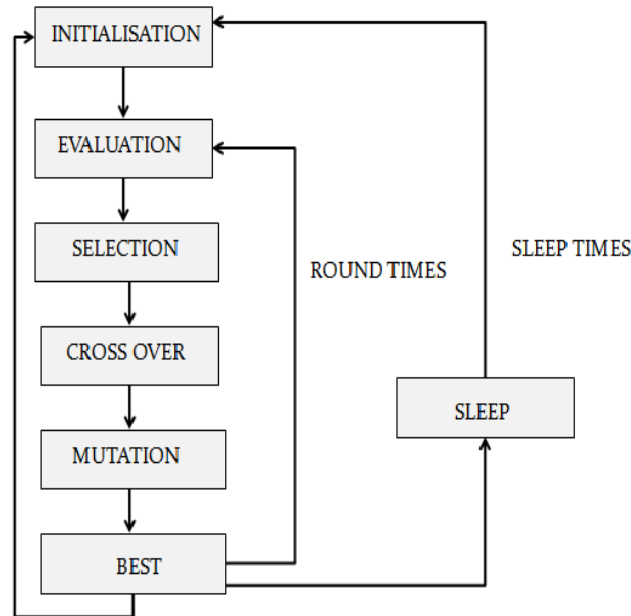 INITIALISATION
EVALUATION
SELECTION
CROSS OVER
MUTATION
BEST
ROUND TIMES
SLEEP TIMES
SLEEP